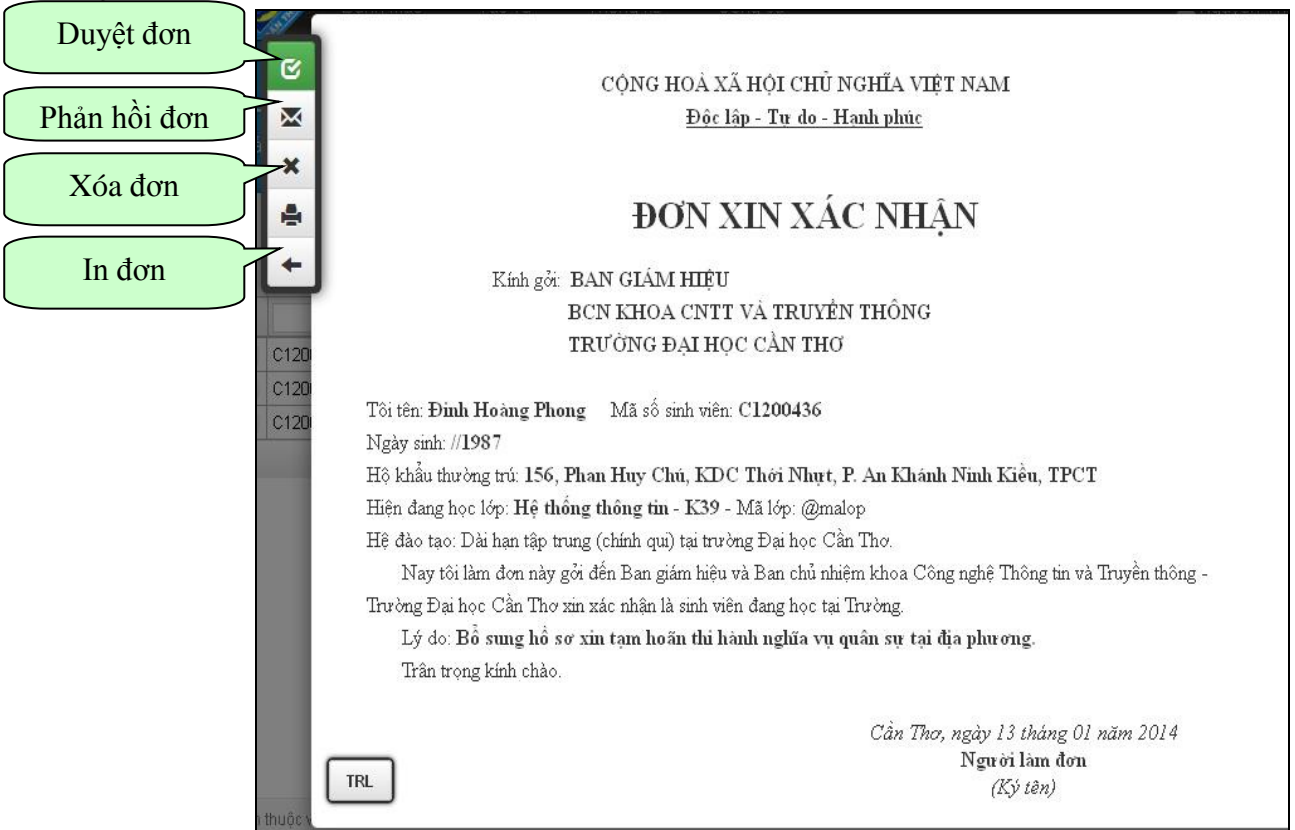 Duyệt đơn
Phản hồi đơn
Xóa đơn
In đơn
CỘNG HOÀ XÃ HỘI CHỦ NGHĨA VIỆT NAM
Độc lập - Tự do - Hạnh phúc
ĐƠN XIN XÁC NHẬN
Kính gởi: BAN GIÁM HIỆU
BCN KHOA CNTT VÀ TRUYỀN THÔNG
TRƯỜNG ĐẠI HỌC CẦN THƠ
C120
C120
C120
Tôi tên: Đinh Hoàng Phong Mã số sinh viên: C1200436
Ngày sinh: //1987
Hộ khẩu thường trú: 156, Phan Huy Chú, KDC Thới Nhựt, P. An Khánh Ninh Kiều, TPCT
Hiện đang học lớp: Hệ thống thông tin - K39 - Mã lớp: @malop
Hệ đào tạo: Dài hạn tập trung (chính qui) tại trường Đại học Cần Thơ.
Nay tôi làm đơn này gởi đến Ban giám hiệu và Ban chủ nhiệm khoa Công nghệ Thông tin và Truyền thông -
Trường Đại học Cần Thơ xin xác nhận là sinh viên đang học tại Trường.
Lý do: Bổ sung hồ sơ xin tạm hoãn thi hành nghĩa vụ quân sự tại địa phương.
Trân trọng kính chào.
Cần Thơ, ngày 13 tháng 01 năm 2014
Người làm đơn
(Ký tên)
TRL
thuộc v